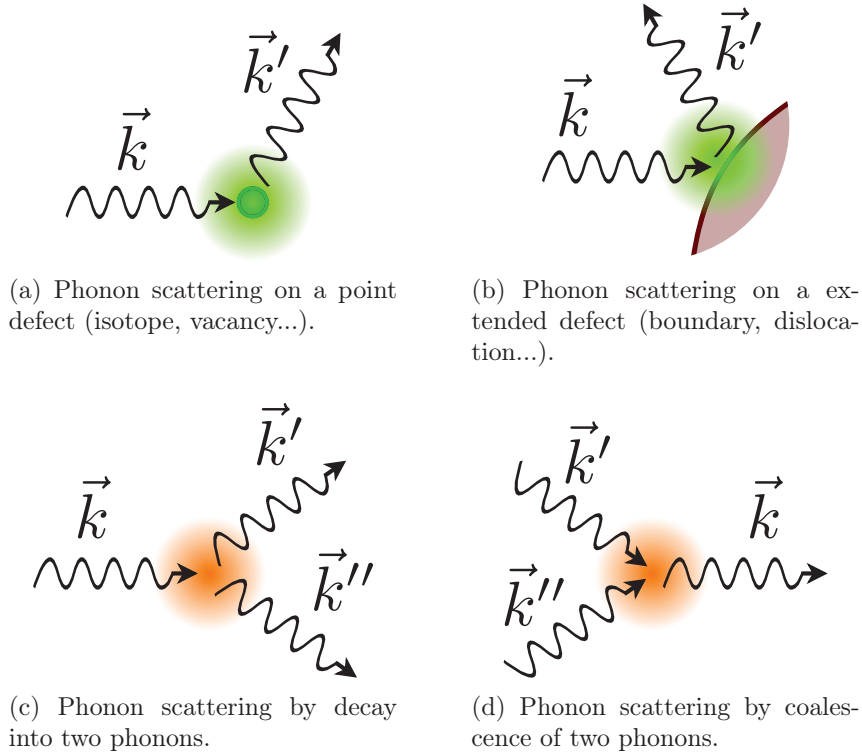 k⃗ k⃗′
k⃗ k⃗′
(a) Phonon scattering on a point
defect (isotope, vacancy...).
(b) Phonon scattering on a ex-
tended defect (boundary, disloca-
tion...).
k⃗ k⃗′
k⃗′′
k⃗′ k⃗
k⃗′′
(c) Phonon scattering by decay
into two phonons.
(d) Phonon scattering by coales-
cence of two phonons.